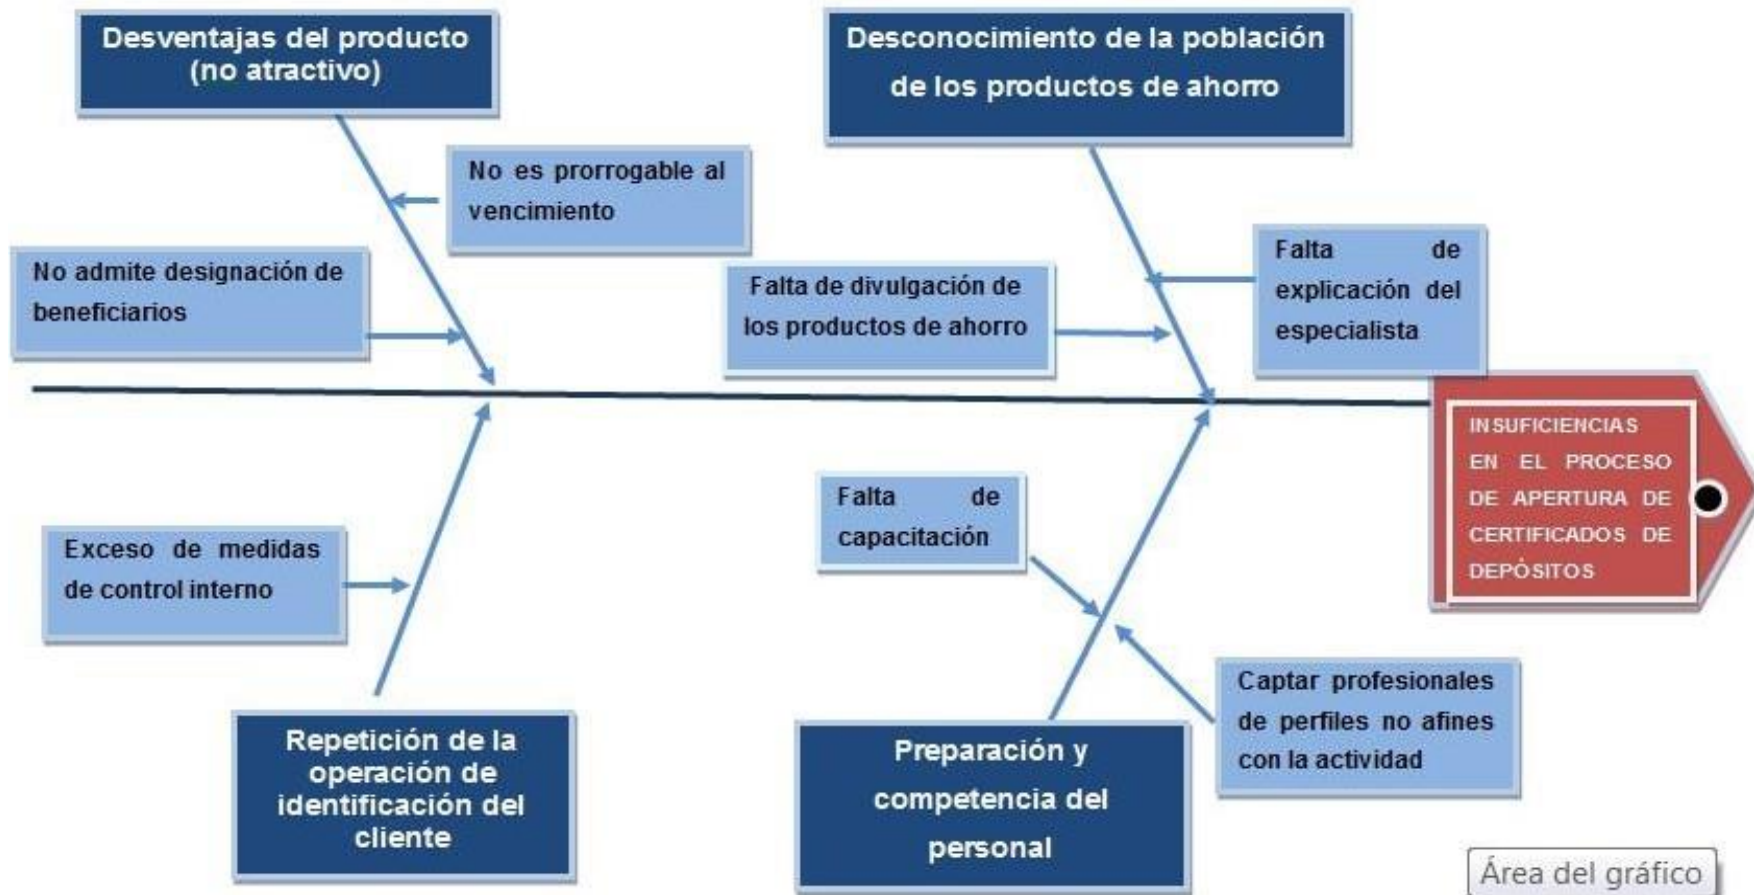 Desventajas del producto
(no atractivo)
Desconocimiento de la población
de los productos de ahorro
No es prorrogable al
vencimiento
No admite designación de
beneficiarios
Falta de divulgación de
los productos de ahorro
Falta de
explicación del
especialista
INSUFICIENCIAS
EN EL PROCESO
DE APERTURA DE
CERTIFICADOS DE
DEPÓSITOS
Falta de
capacitación
Exceso de medidas
de control interno
Captar profesionales
de perfiles no afines
con la actividad
Repetición de la
operación de
identificación del
cliente
Preparación y
competencia del
personal
Área del gráfico